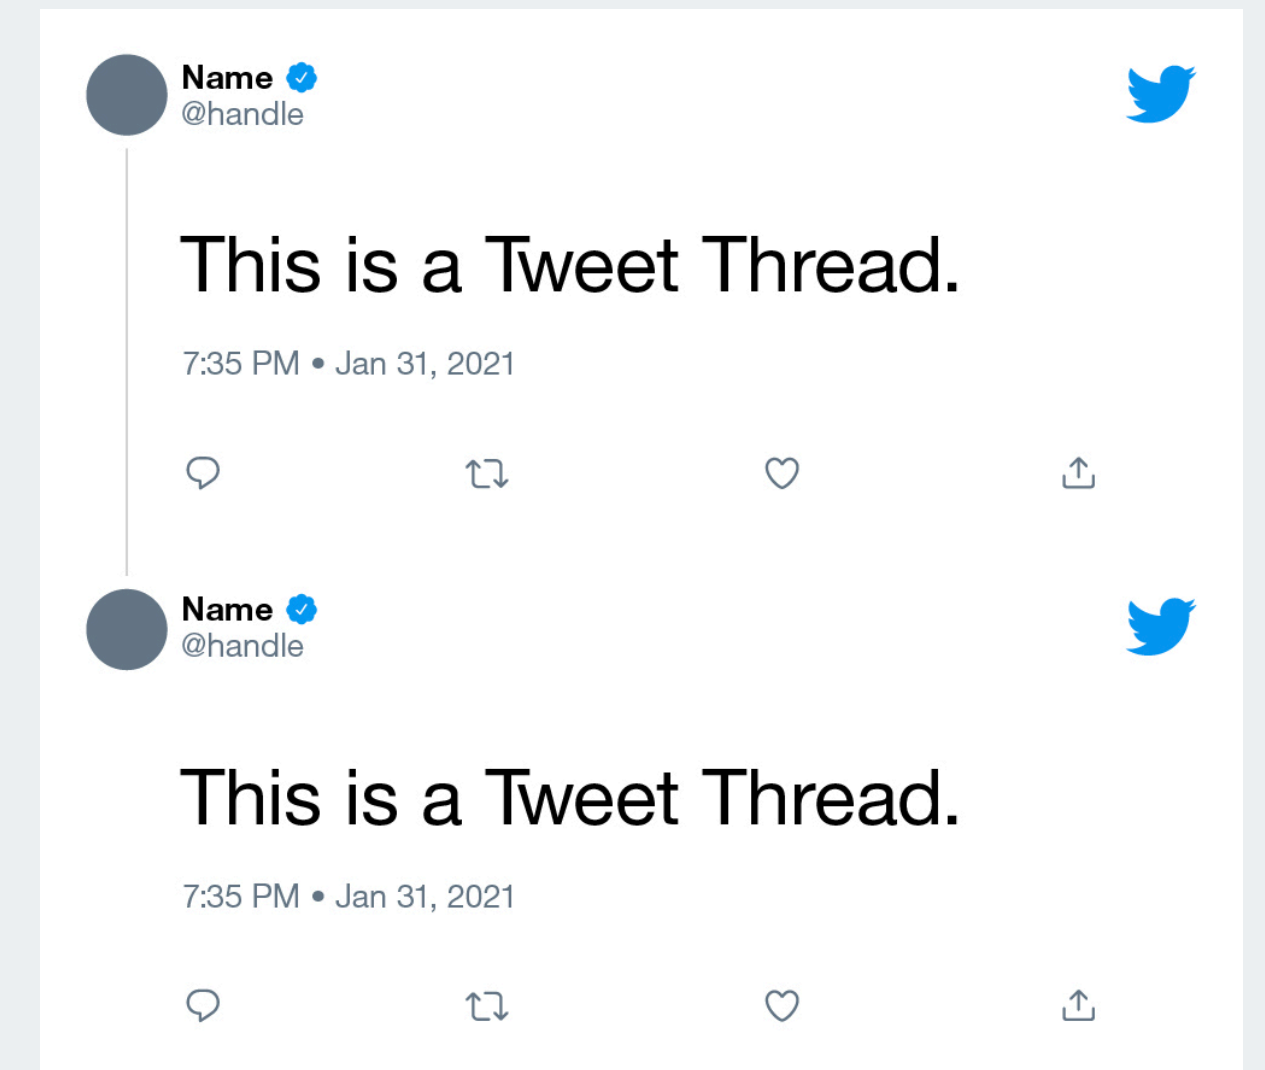 Name
@handle
This is a Tweet Thread.
7:35 PM • Jan 31, 2021
Name
@handle
This is a Tweet Thread.
7:35 PM • Jan 31, 2021